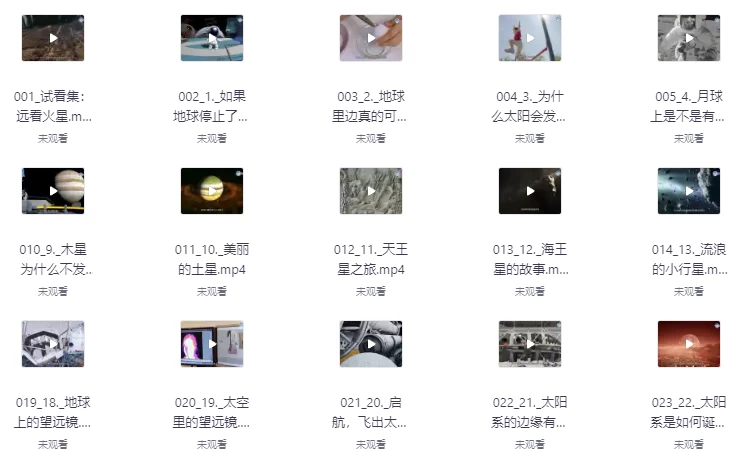 001_试看集：
远看火星.m...
未观看
002_1._如果
地球停止了...
未观看
003_2._地球
里边真的可...
未观看
004_3._为什
么太阳会发...
未观看
005_4._月球
上是不是有...
未观看
010_9._木星
为什么不发...
未观看
011_10._美丽
的土星.mp4
未观看
012_11._天王
星之旅.mp4
未观看
013_12._海王
星的故事.m...
未观看
014_13._流浪
的小行星.m...
未观看
019_18._地球
上的望远镜....
未观看
020_19._太空
里的望远镜....
未观看
021_20._启
航，飞出太...
未观看
022_21._太阳
系的边缘有...
未观看
023_22._太阳
系是如何诞...
未观看